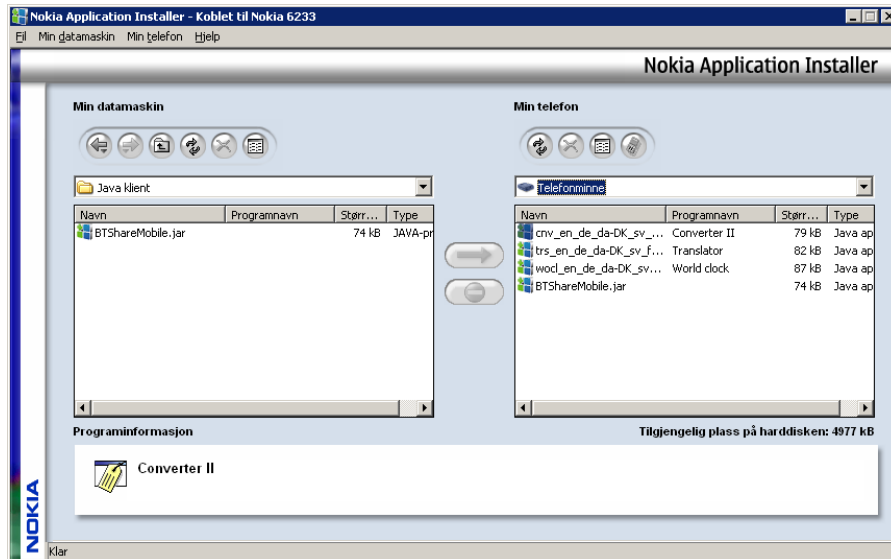 Nokia Application Installer - Koblet til Nokia 6233
Fil Min datamaskin Min telefon Hjelp
Nokia Application Installer
Min datamaskin
Java klient
Navn Programnavn Størr... Type
BTShareMobile.jar 74 kB JAVA-pr
Min telefon
Telefonminne
Navn Programnavn Størr... Type
cnv_en_de_da-DK_sv_... Converter II 79 kB Java ap
trs_en_de_da-DK_sv_f... Translator 82 kB Java ap
wocl_en_de_da-DK_sv... World clock 87 kB Java ap
BTShareMobile.jar 74 kB Java ap
Programinformasjon
Tilgjengelig plass på harddisken: 4977 kB
Converter II
NOKIA
Klar